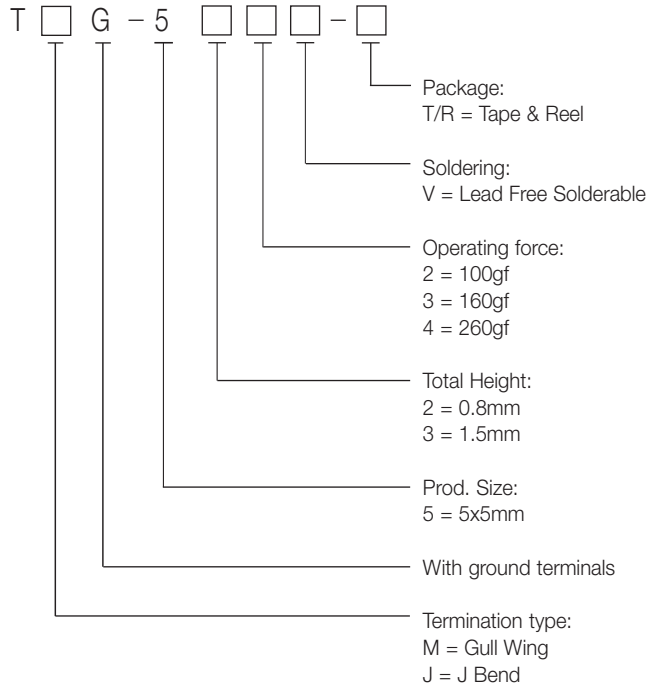 T □ G - 5 □ □ □ - □
Package:
T/R = Tape & Reel
Soldering:
V = Lead Free Solderable
Operating force:
2 = 100gf
3 = 160gf
4 = 260gf
Total Height:
2 = 0.8mm
3 = 1.5mm
Prod. Size:
5 = 5x5mm
With ground terminals
Termination type:
M = Gull Wing
J = J Bend